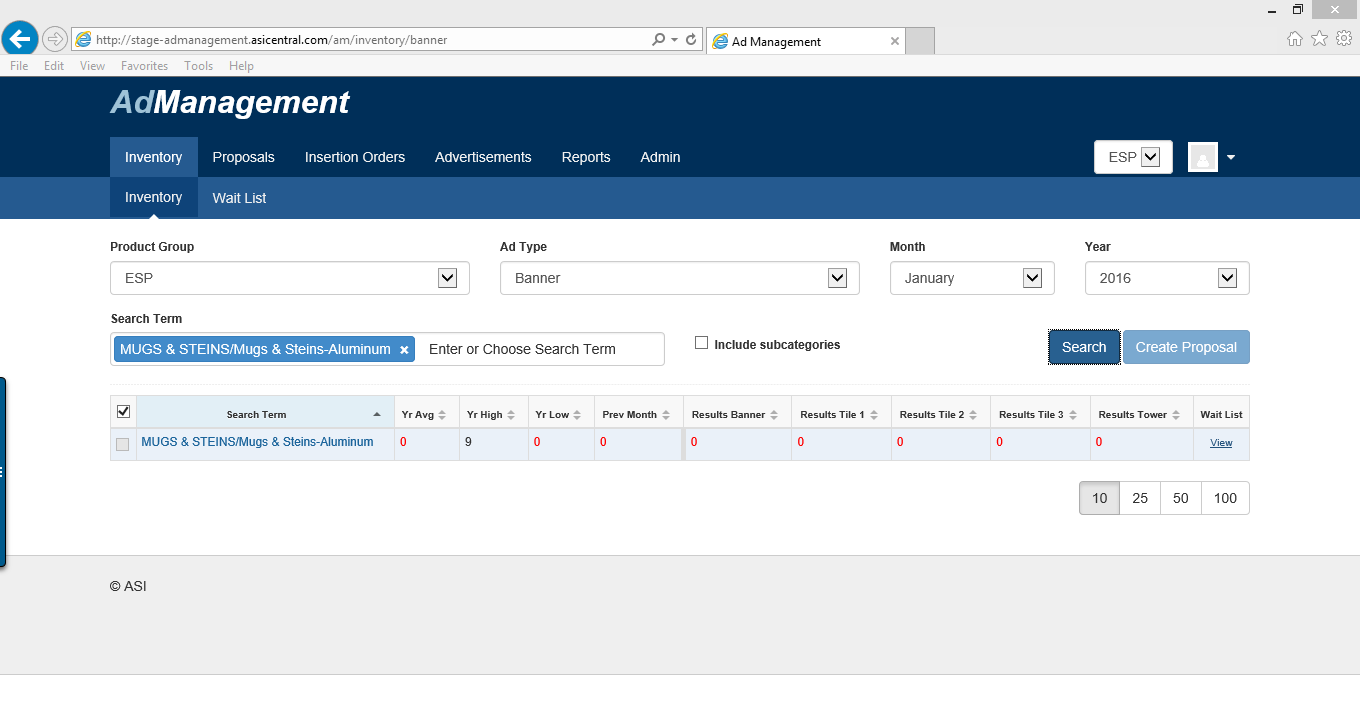 http://stage-admanagement.asicentral.com/am/inventory/banner
Ad Management
File Edit View Favorites Tools Help
AdManagement
Inventory Proposals Insertion Orders Advertisements Reports Admin ESP
Inventory Wait List
Product Group Ad Type Month Year
ESP Banner January 2016
Search Term
MUGS & STEINS/Mugs & Steins-Aluminum × Enter or Choose Search Term Include subcategories Search Create Proposal
Search Term Yr Avg Yr High Yr Low Prev Month Results Banner Results Tile 1 Results Tile 2 Results Tile 3 Results Tower Wait List
MUGS & STEINS/Mugs & Steins-Aluminum 0 9 0 0 0 0 0 0 0 View
10 25 50 100
© ASI